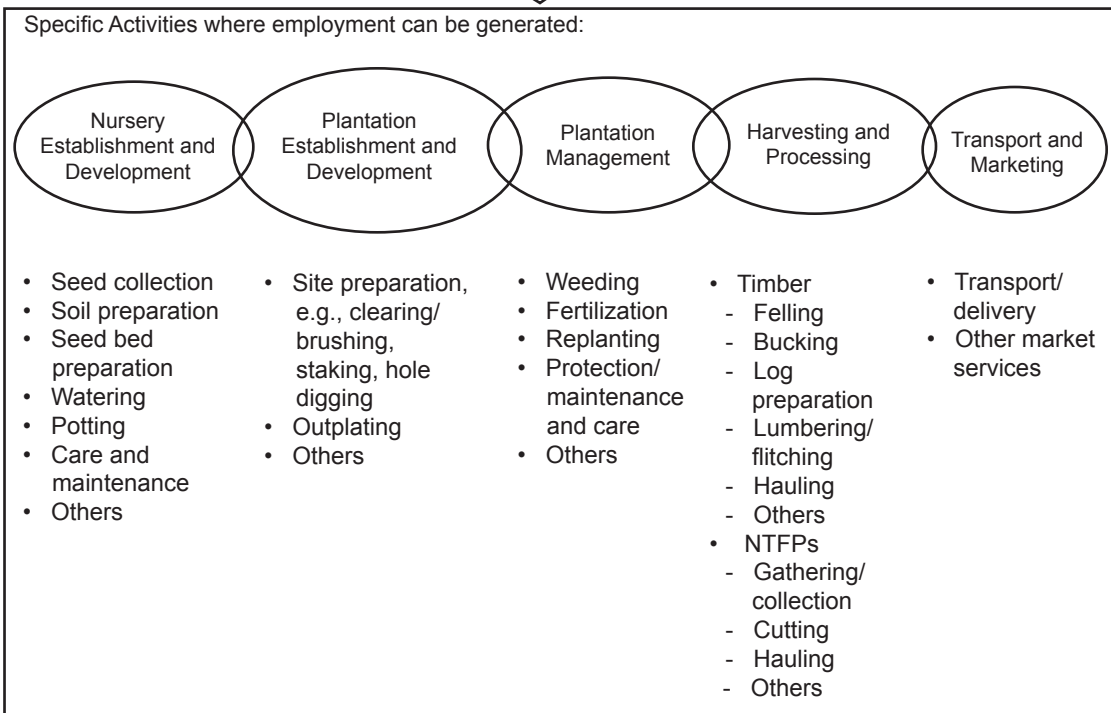 Specific Activities where employment can be generated:
Nursery
Establishment and
Development
Plantation
Establishment and
Development
Plantation
Management
Harvesting and
Processing
Transport and
Marketing
• Seed collection
• Soil preparation
• Seed bed
preparation
• Watering
• Potting
• Care and
maintenance
• Others
• Site preparation,
e.g., clearing/
brushing,
staking, hole
digging
• Outplating
• Others
• Weeding
• Fertilization
• Replanting
• Protection/
maintenance
and care
• Others
• Timber
- Felling
- Bucking
- Log
preparation
- Lumbering/
flitching
- Hauling
- Others
• NTFPs
- Gathering/
collection
- Cutting
- Hauling
- Others
• Transport/
delivery
• Other market
services